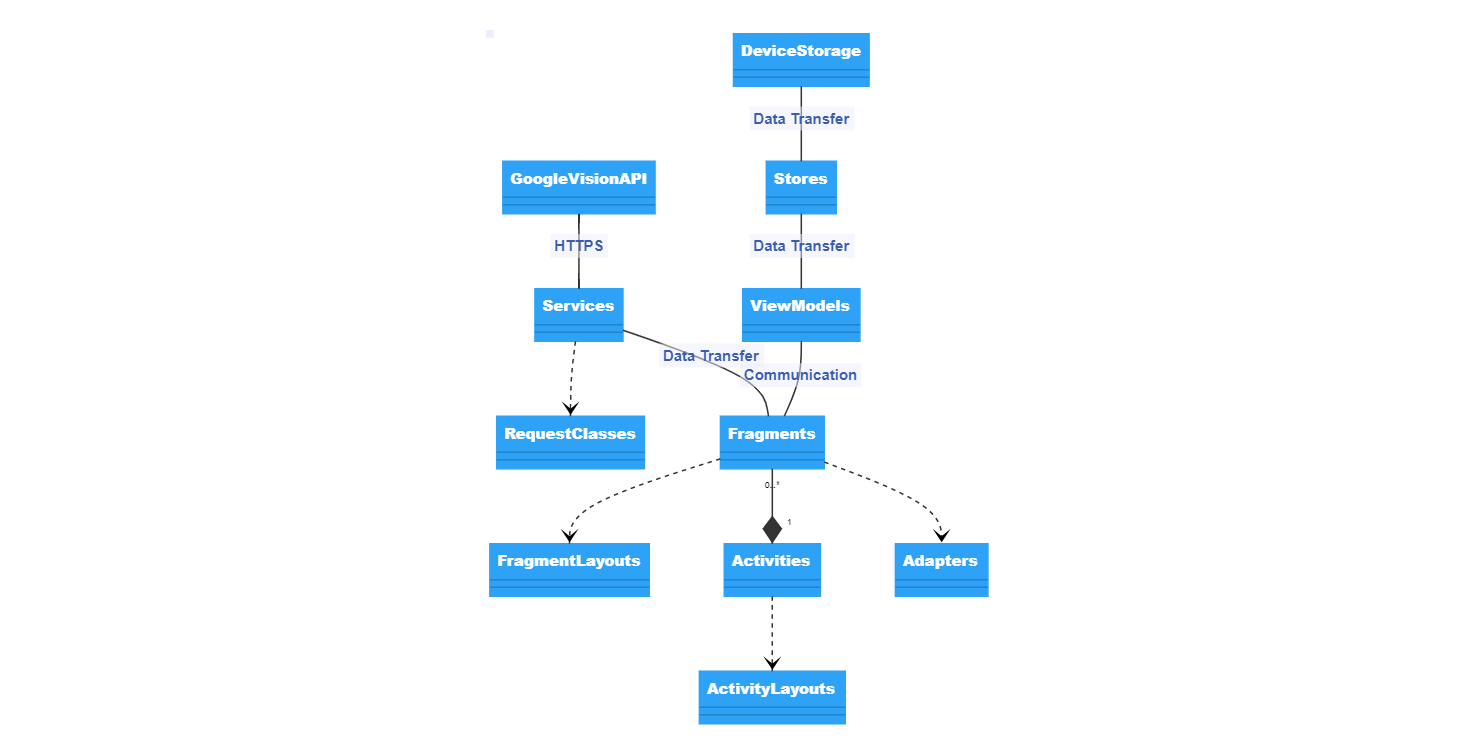 DeviceStorage
Data Transfer
GoogleVisionAPI
Stores
HTTPS
Data Transfer
Services
ViewModels
Data Transfer
Communication
RequestClasses
Fragments
0..*
1
FragmentLayouts
Activities
Adapters
ActivityLayouts